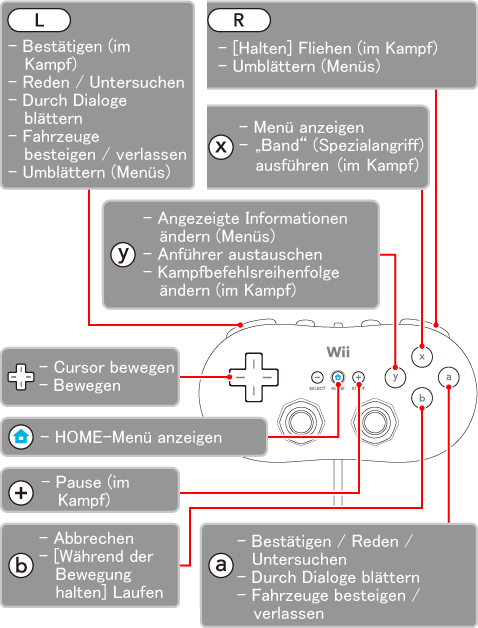 L
– Bestätigen (im
Kampf)
– Reden / Untersuchen
– Durch Dialoge
blättern
– Fahrzeuge
besteigen / verlassen
– Umblättern (Menüs)
R
– [Halten] Fliehen (im Kampf)
– Umblättern (Menüs)
x
– Menü anzeigen
– „Band“ (Spezialangriff)
ausführen (im Kampf)
y
– Angezeigte Informationen
ändern (Menüs)
– Anführer austauschen
– Kampfbefehlsreihenfolge
ändern (im Kampf)
Wii
x
y
a
b
SELECT HOME START
– Cursor bewegen
– Bewegen
– HOME-Menü anzeigen
+
– Pause (im
Kampf)
b
– Abbrechen
– [Während der
Bewegung
halten] Laufen
a
– Bestätigen / Reden /
Untersuchen
– Durch Dialoge blättern
– Fahrzeuge besteigen /
verlassen